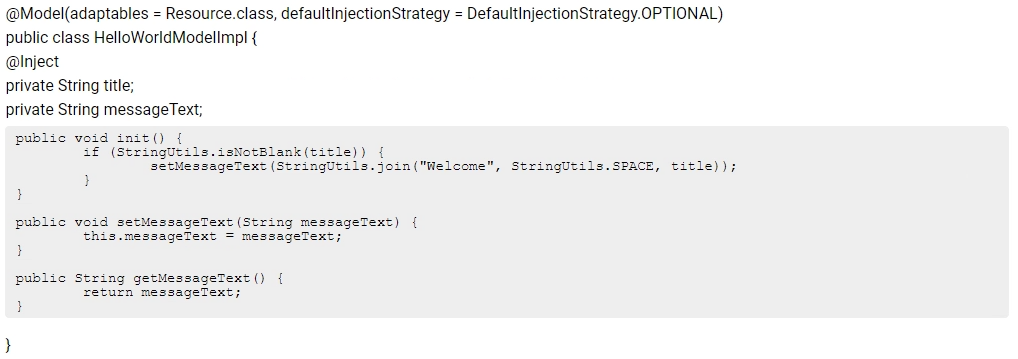 @Model(adaptables = Resource.class, defaultInjectionStrategy = DefaultInjectionStrategy.OPTIONAL)
public class HelloWorldModelImpl {
@Inject
private String title;
private String messageText;
public void init() {
if (StringUtils.isNotBlank(title)) {
setMessageText(StringUtils.join("Welcome", StringUtils.SPACE, title));
}
}
public void setMessageText(String messageText) {
this.messageText = messageText;
}
public String getMessageText() {
return messageText;
}
}